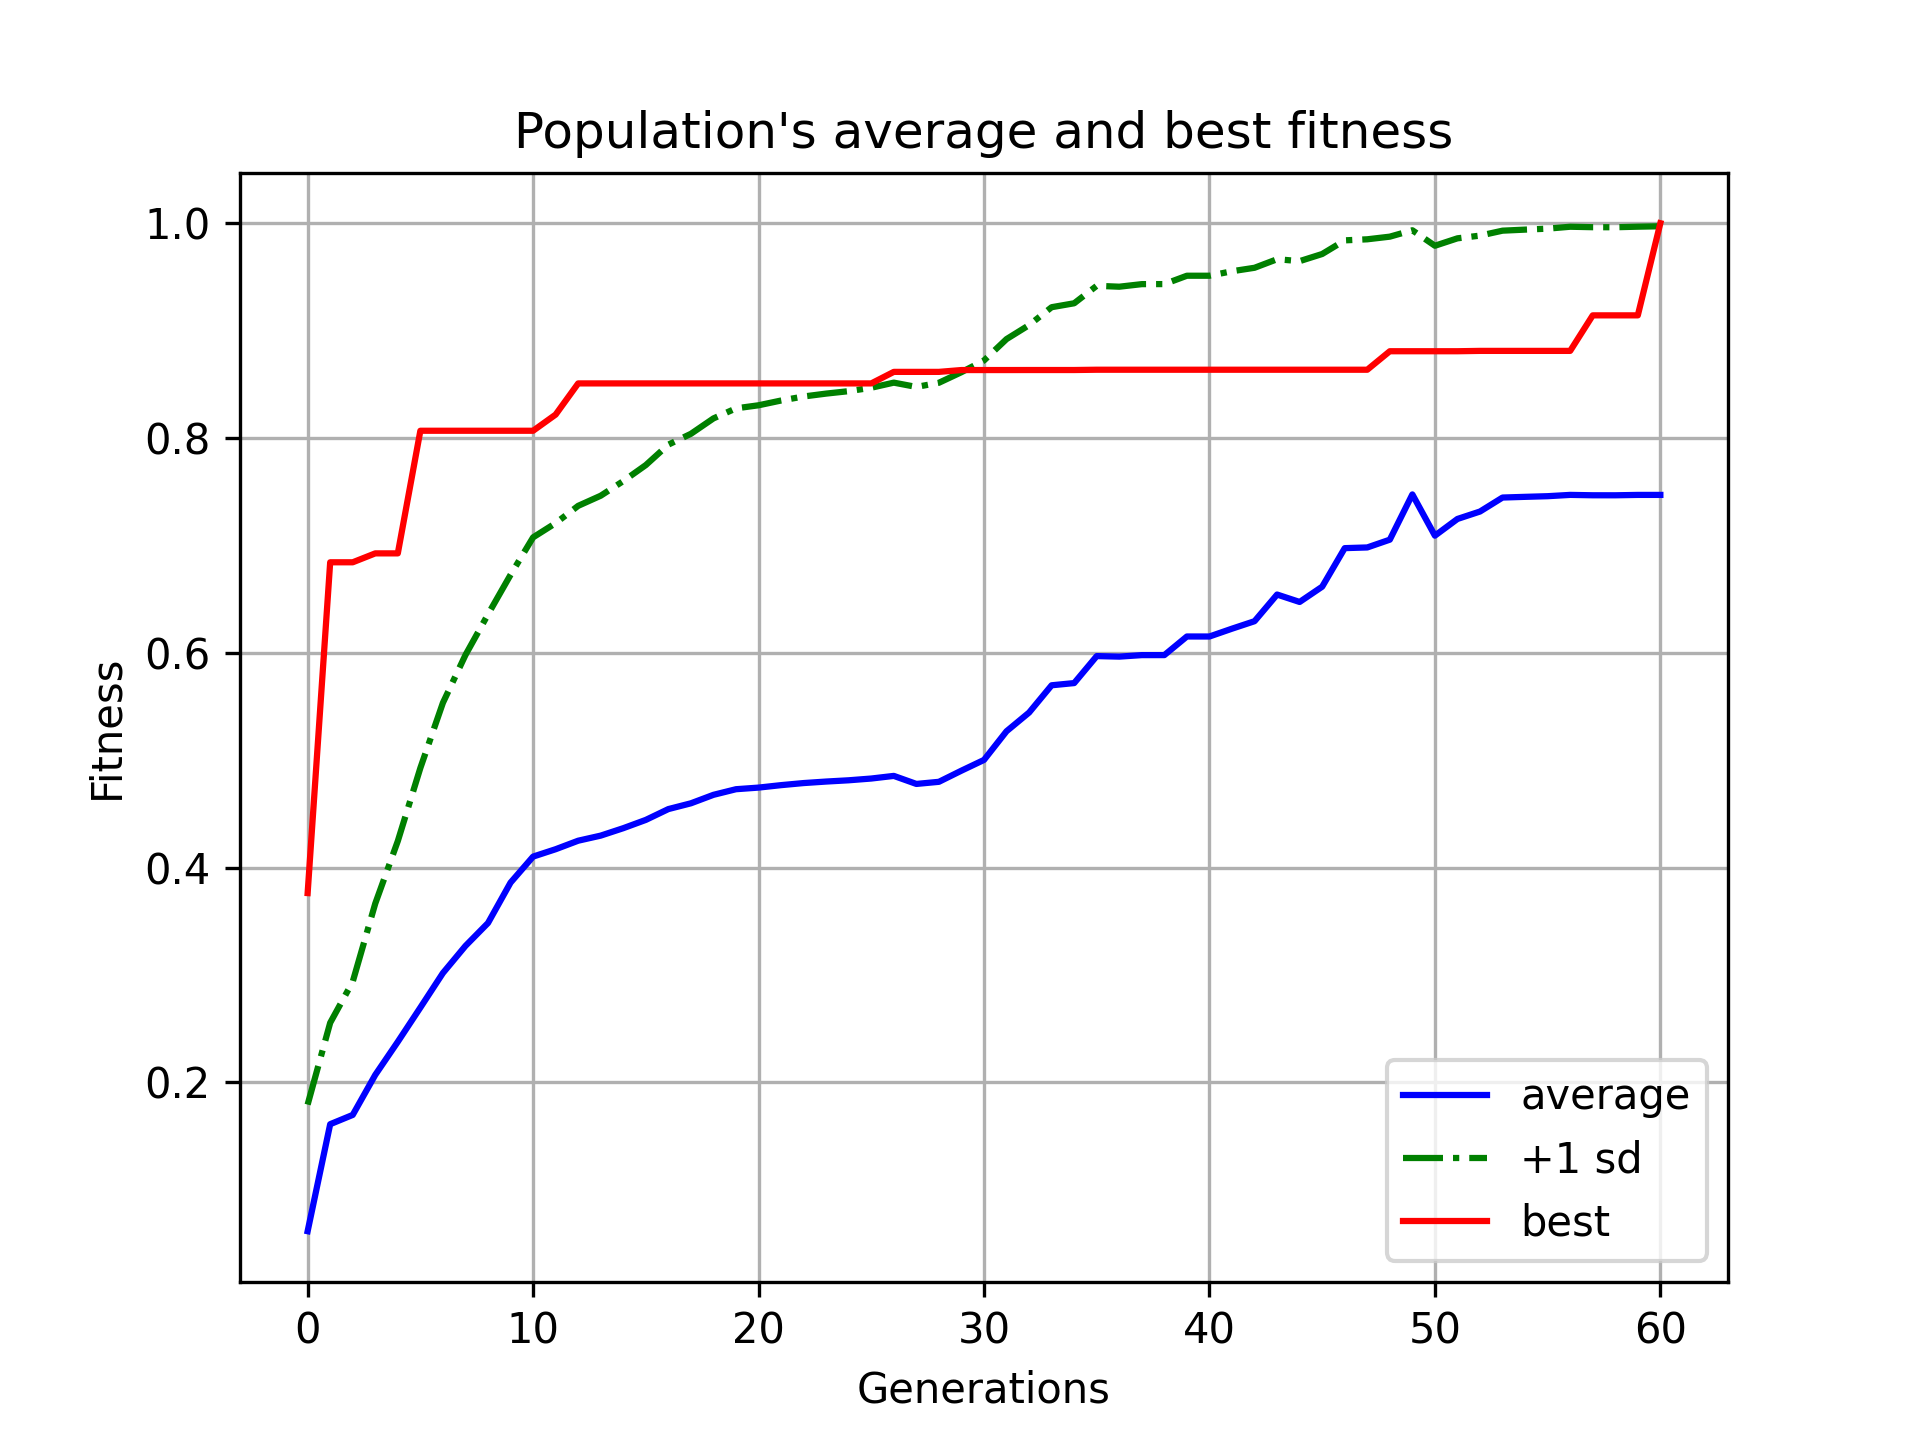 Population's average and best fitness
Fitness
1.0
0.8
0.6
0.4
0.2
average
+1 sd
best
0 10 20 30 40 50 60
Generations